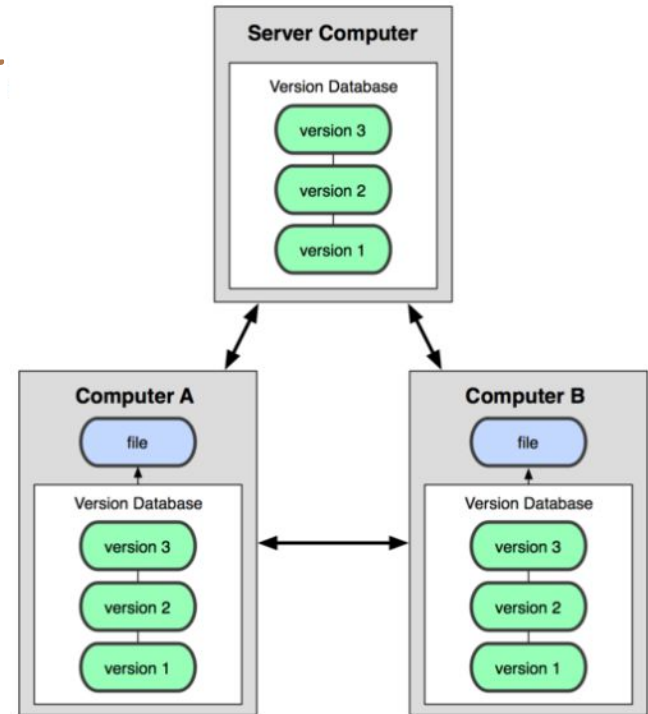 Server Computer
Version Database
version 3
version 2
version 1
Computer A
file
Version Database
version 3
version 2
version 1
Computer B
file
Version Database
version 3
version 2
version 1